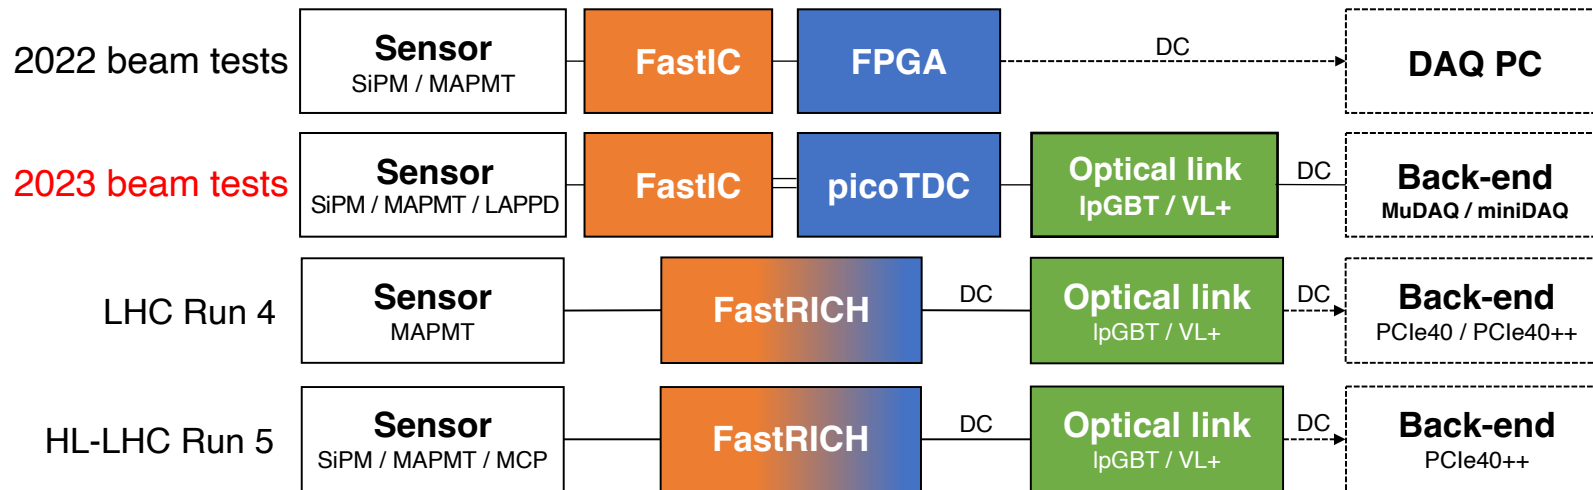 2022 beam tests
Sensor
SiPM / MAPMT
FastIC
FPGA
DC
DAQ PC
2023 beam tests
Sensor
SiPM / MAPMT / LAPPD
FastIC
picoTDC
Optical link
lpGBT / VL+
DC
Back-end
MuDAQ / miniDAQ
LHC Run 4
Sensor
MAPMT
FastRICH
DC
Optical link
lpGBT / VL+
DC
Back-end
PCIe40 / PCIe40++
HL-LHC Run 5
Sensor
SiPM / MAPMT / MCP
FastRICH
DC
Optical link
lpGBT / VL+
DC
Back-end
PCIe40++